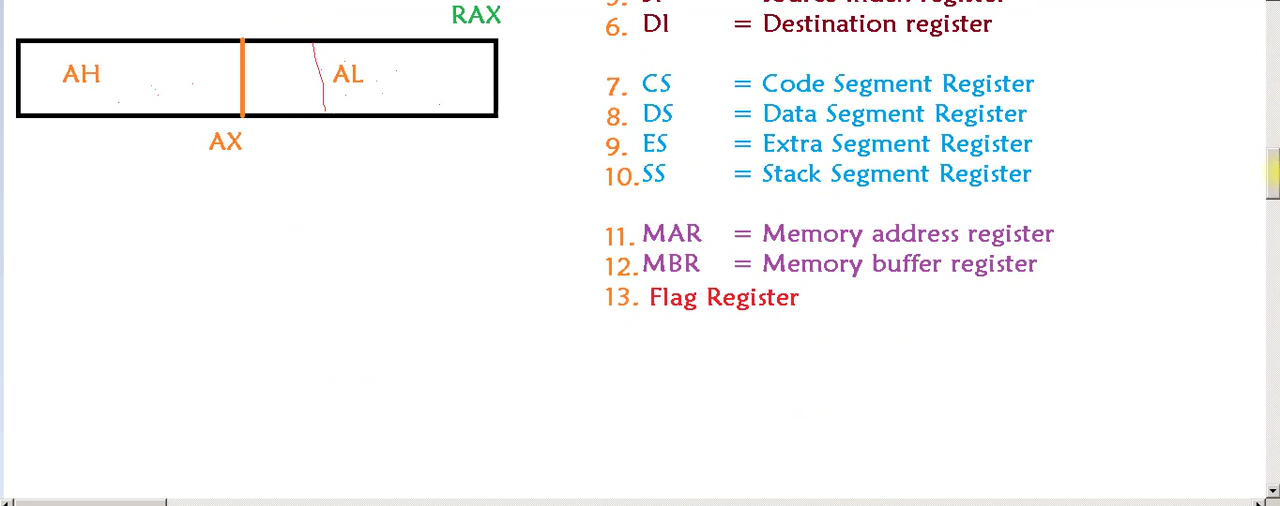 RAX
AH AL
AX
6. DI = Destination register
7. CS = Code Segment Register
8. DS = Data Segment Register
9. ES = Extra Segment Register
10. SS = Stack Segment Register
11. MAR = Memory address register
12. MBR = Memory buffer register
13. Flag Register